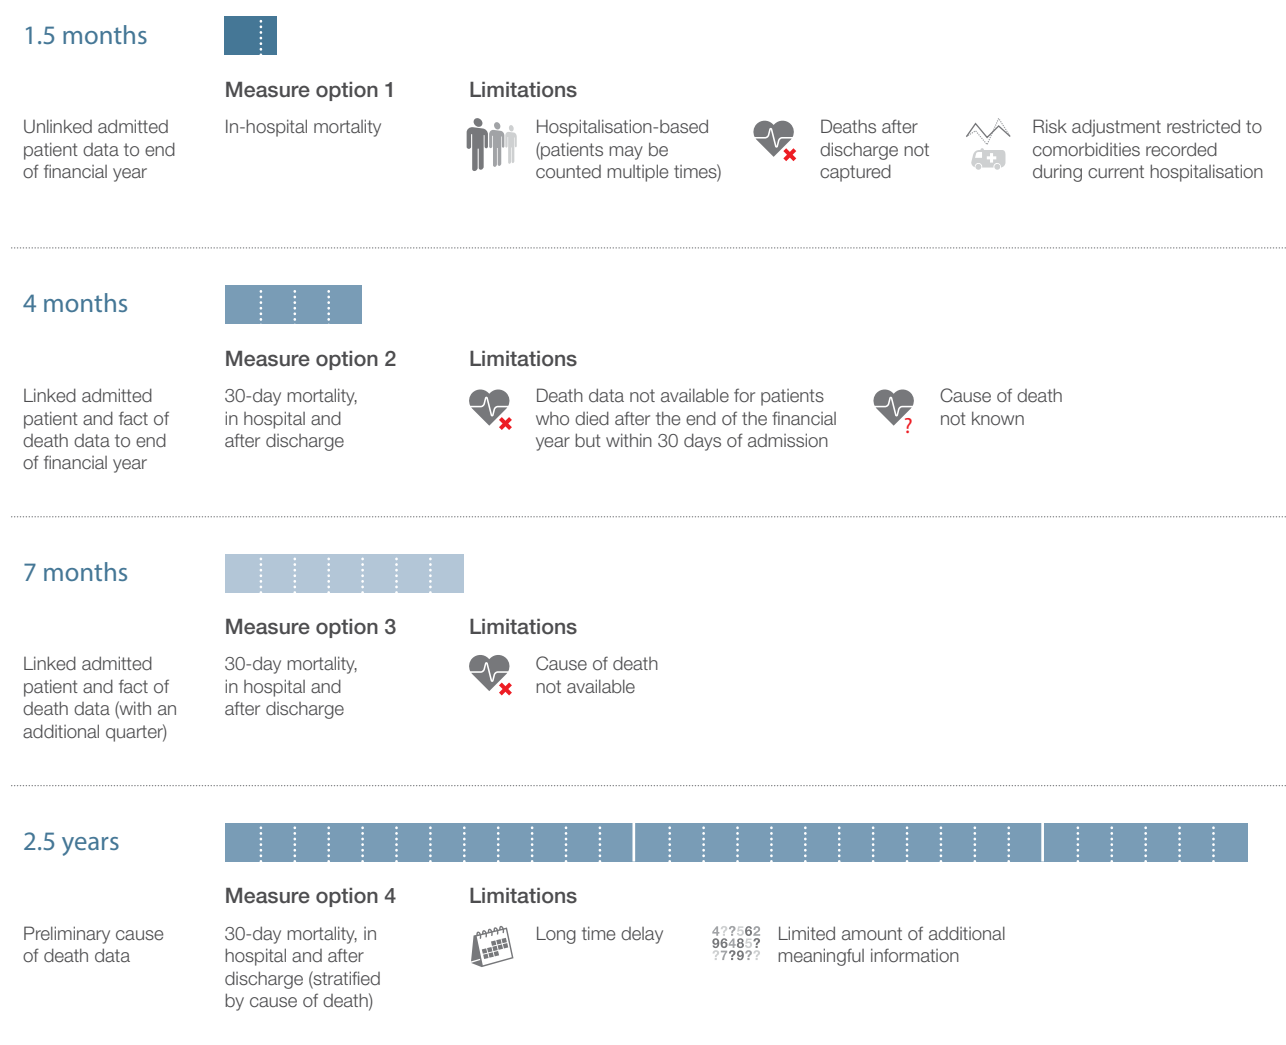 1.5 months
Measure option 1
Limitations
Unlinked admitted
patient data to end
of financial year
In-hospital mortality
Hospitalisation-based
(patients may be
counted multiple times)
Deaths after
discharge not
captured
Risk adjustment restricted to
comorbidities recorded
during current hospitalisation
4 months
Measure option 2
Limitations
Linked admitted
patient and fact of
death data to end
of financial year
30-day mortality,
in hospital and
after discharge
Death data not available for patients
who died after the end of the financial
year but within 30 days of admission
?
Cause of death
not known
7 months
Measure option 3
Limitations
Linked admitted
patient and fact of
death data (with an
additional quarter)
30-day mortality,
in hospital and
after discharge
Cause of death
not available
2.5 years
Measure option 4
Limitations
Preliminary cause
of death data
30-day mortality, in
hospital and after
discharge (stratified
by cause of death)
Long time delay
4??562
96485?
?7?9??
Limited amount of additional
meaningful information